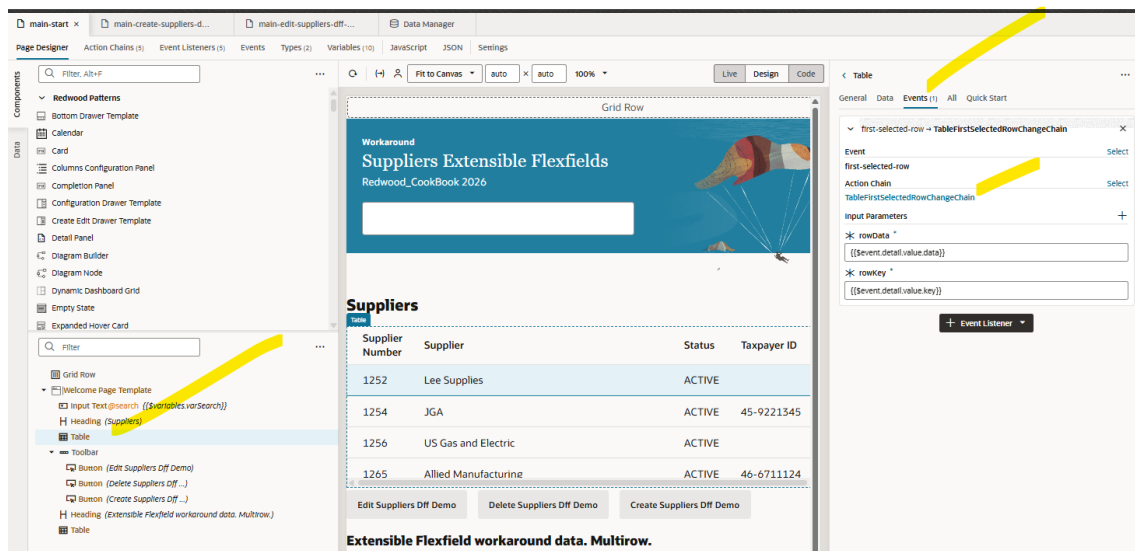 main-start ×
main-create-suppliers-d...
main-edit-suppliers-dff-...
Data Manager
Page Designer
Action Chains (5)
Event Listeners (5)
Events
Types (2)
Variables (10)
JavaScript
JSON
Settings
Components
Data
Filter, Alt+F
Redwood Patterns
Bottom Drawer Template
Calendar
Card
Columns Configuration Panel
Completion Panel
Configuration Drawer Template
Create Edit Drawer Template
Detail Panel
Diagram Builder
Diagram Node
Dynamic Dashboard Grid
Empty State
Expanded Hover Card
Filter
Grid Row
Welcome Page Template
Input Text@search {{$variables.varSearch}}
Heading (Suppliers)
Table
Toolbar
Button (Edit Suppliers Dff Demo)
Button (Delete Suppliers Dff ...)
Button (Create Suppliers Dff ...)
Heading (Extensible Flexfield workaround data. Multirow.)
Table
Fit to Canvas
auto × auto
100%
Live Design Code
Grid Row
Workaround
Suppliers Extensible Flexfields
Redwood_CookBook 2026
Suppliers
Table
Supplier Number Supplier Status Taxpayer ID
1252 Lee Supplies ACTIVE
1254 JGA ACTIVE 45-9221345
1256 US Gas and Electric ACTIVE
1265 Allied Manufacturing ACTIVE 46-6711124
Edit Suppliers Dff Demo
Delete Suppliers Dff Demo
Create Suppliers Dff Demo
Extensible Flexfield workaround data. Multirow.
Table
General Data Events (1) All Quick Start
first-selected-row → TableFirstSelectedRowChangeChain ×
Event Select
first-selected-row
Action Chain Select
TableFirstSelectedRowChangeChain
Input Parameters +
rowData *
{{$event.detail.value.data}}
rowKey *
{{$event.detail.value.key}}
+ Event Listener